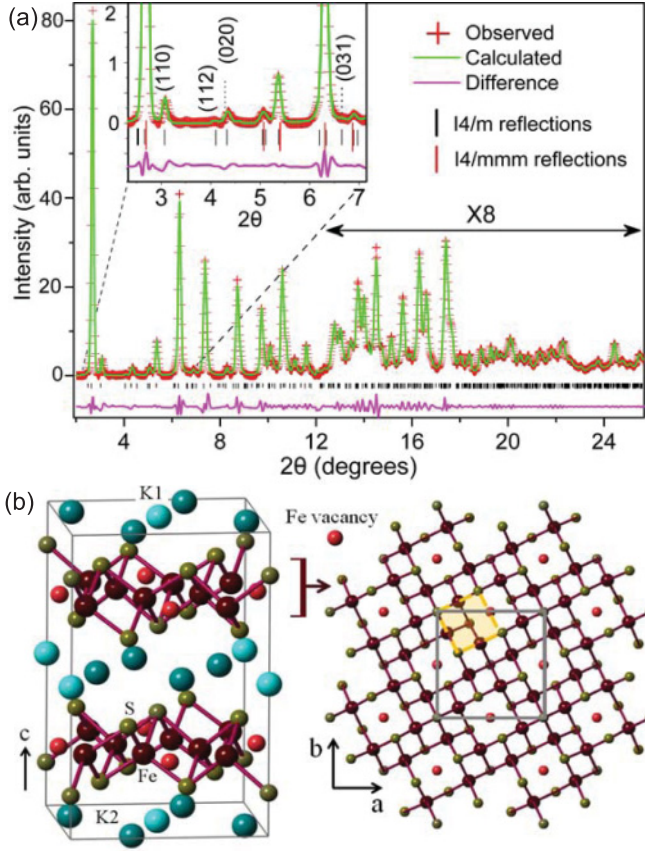 (a)
Observed
Calculated
Difference
I4/m reflections
I4/mmm reflections
(110)
(112)
(020)
(031)
2
1
0
3 4 5 6 7
2θ
X8
Intensity (arb. units)
80
60
40
20
0
4 8 12 16 20 24
2θ (degrees)
(b)
K1
Fe vacancy
S
Fe
K2
c
b
a